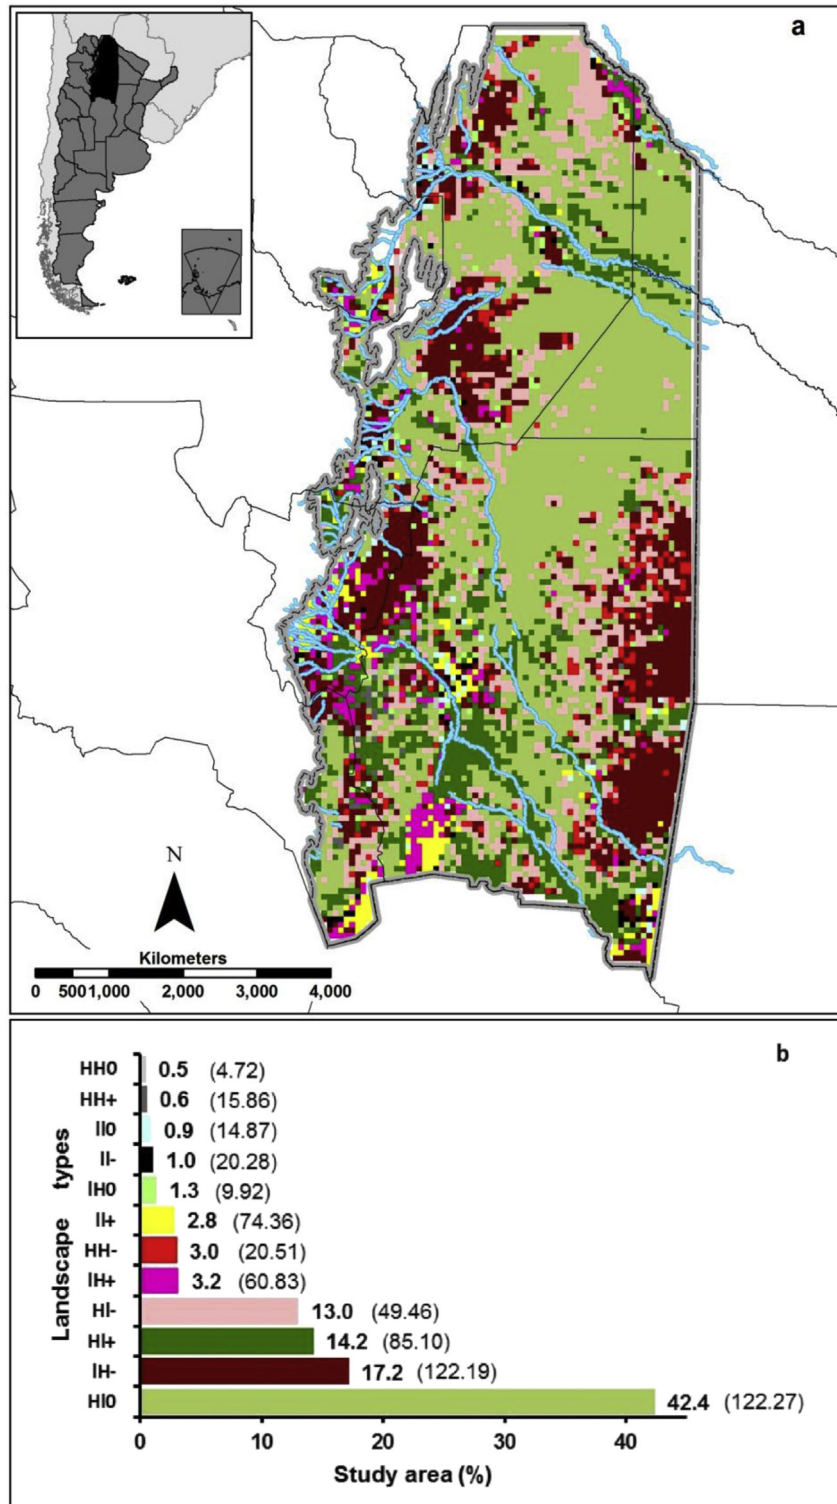 a
N
Kilometers
0 5001,000 2,000 3,000 4,000
b
Landscape types
HH0 0.5 (4.72)
HH+ 0.6 (15.86)
II0 0.9 (14.87)
II- 1.0 (20.28)
IH0 1.3 (9.92)
II+ 2.8 (74.36)
HH- 3.0 (20.51)
IH+ 3.2 (60.83)
HI- 13.0 (49.46)
HI+ 14.2 (85.10)
IH- 17.2 (122.19)
HI0 42.4 (122.27)
0 10 20 30 40
Study area (%)